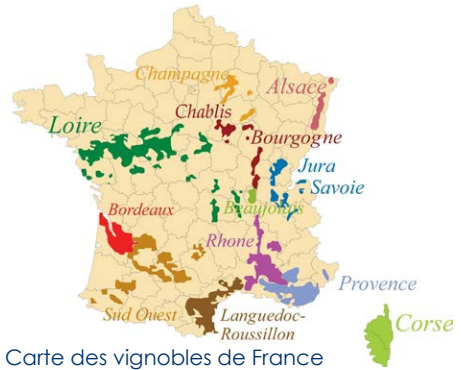 Champagne
Alsace
Chablis
Loire
Bourgogne
Jura
Savoie
Beaujolais
Bordeaux
Rhone
Provence
Sud Ouest
Languedoc-
Roussillon
Corse
Carte des vignobles de France